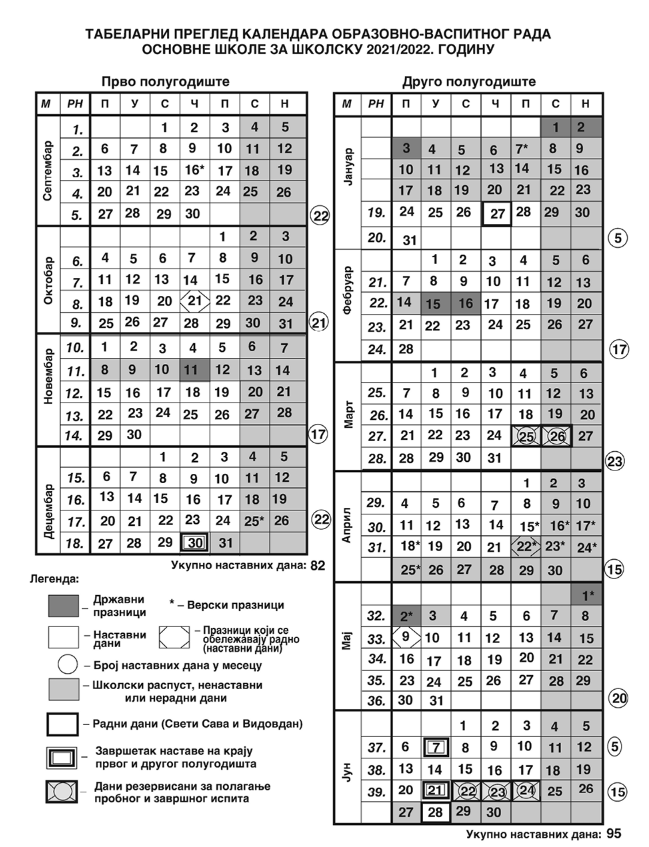 ТАБЕЛАРНИ ПРЕГЛЕД КАЛЕНДАРА ОБРАЗОВНО-ВАСПИТНОГ РАДА
ОСНОВНЕ ШКОЛЕ ЗА ШКОЛСКУ 2021/2022. ГОДИНУ
Прво полугодиште
М РН П У С Ч П С Н
Септембар
1. 1 2 3 4 5
2. 6 7 8 9 10 11 12
3. 13 14 15 16* 17 18 19
4. 20 21 22 23 24 25 26
5. 27 28 29 30
22
Октобар
1 2 3
6. 4 5 6 7 8 9 10
7. 11 12 13 14 15 16 17
8. 18 19 20 21 22 23 24
9. 25 26 27 28 29 30 31
21
Новембар
10. 1 2 3 4 5 6 7
11. 8 9 10 11 12 13 14
12. 15 16 17 18 19 20 21
13. 22 23 24 25 26 27 28
14. 29 30
17
Децембар
1 2 3 4 5
15. 6 7 8 9 10 11 12
16. 13 14 15 16 17 18 19
17. 20 21 22 23 24 25* 26
22
18. 27 28 29 30 31
Укупно наставних дана: 82
Легенда:
– Државни
празници
* – Верски празници
– Наставни
дани
– Празници који се
обележавају радно
(наставни дани)
– Број наставних дана у месецу
– Школски распуст, ненаставни
или нерадни дани
– Радни дани (Свети Сава и Видовдан)
– Завршетак наставе на крају
првог и другог полугодишта
– Дани резервисани за полагање
пробног и завршног испита
Друго полугодиште
М РН П У С Ч П С Н
Јануар
1 2
3 4 5 6 7* 8 9
10 11 12 13 14 15 16
17 18 19 20 21 22 23
19. 24 25 26 27 28 29 30
20. 31
5
Фебруар
1 2 3 4 5 6
21. 7 8 9 10 11 12 13
22. 14 15 16 17 18 19 20
23. 21 22 23 24 25 26 27
24. 28
17
Март
1 2 3 4 5 6
25. 7 8 9 10 11 12 13
26. 14 15 16 17 18 19 20
27. 21 22 23 24 25 26 27
28. 28 29 30 31
23
Април
1 2 3
29. 4 5 6 7 8 9 10
30. 11 12 13 14 15* 16* 17*
31. 18* 19 20 21 22* 23* 24*
25* 26 27 28 29 30
15
Мај
1*
32. 2* 3 4 5 6 7 8
33. 9 10 11 12 13 14 15
34. 16 17 18 19 20 21 22
35. 23 24 25 26 27 28 29
36. 30 31
20
Јун
1 2 3 4 5
37. 6 7 8 9 10 11 12
5
38. 13 14 15 16 17 18 19
39. 20 21 22 23 24 25 26
15
27 28 29 30
Укупно наставних дана: 95